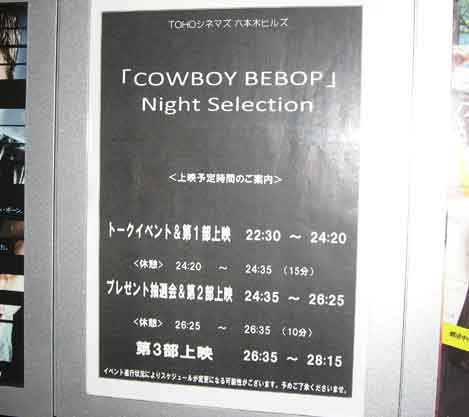 TOHOシネマズ 六本木ヒルズ
「COWBOY BEBOP」
Night Selection
＜上映予定時間のご案内＞
トークイベント＆第1部上映 22:30 ～ 24:20
＜休憩＞ 24:20 ～ 24:35 （15分）
プレゼント抽選会＆第2部上映 24:35 ～ 26:25
＜休憩＞ 26:25 ～ 26:35 （10分）
第3部上映 26:35 ～ 28:15
イベント進行状況によりスケジュールが変更になる可能性がございます。予めご了承くださいませ。